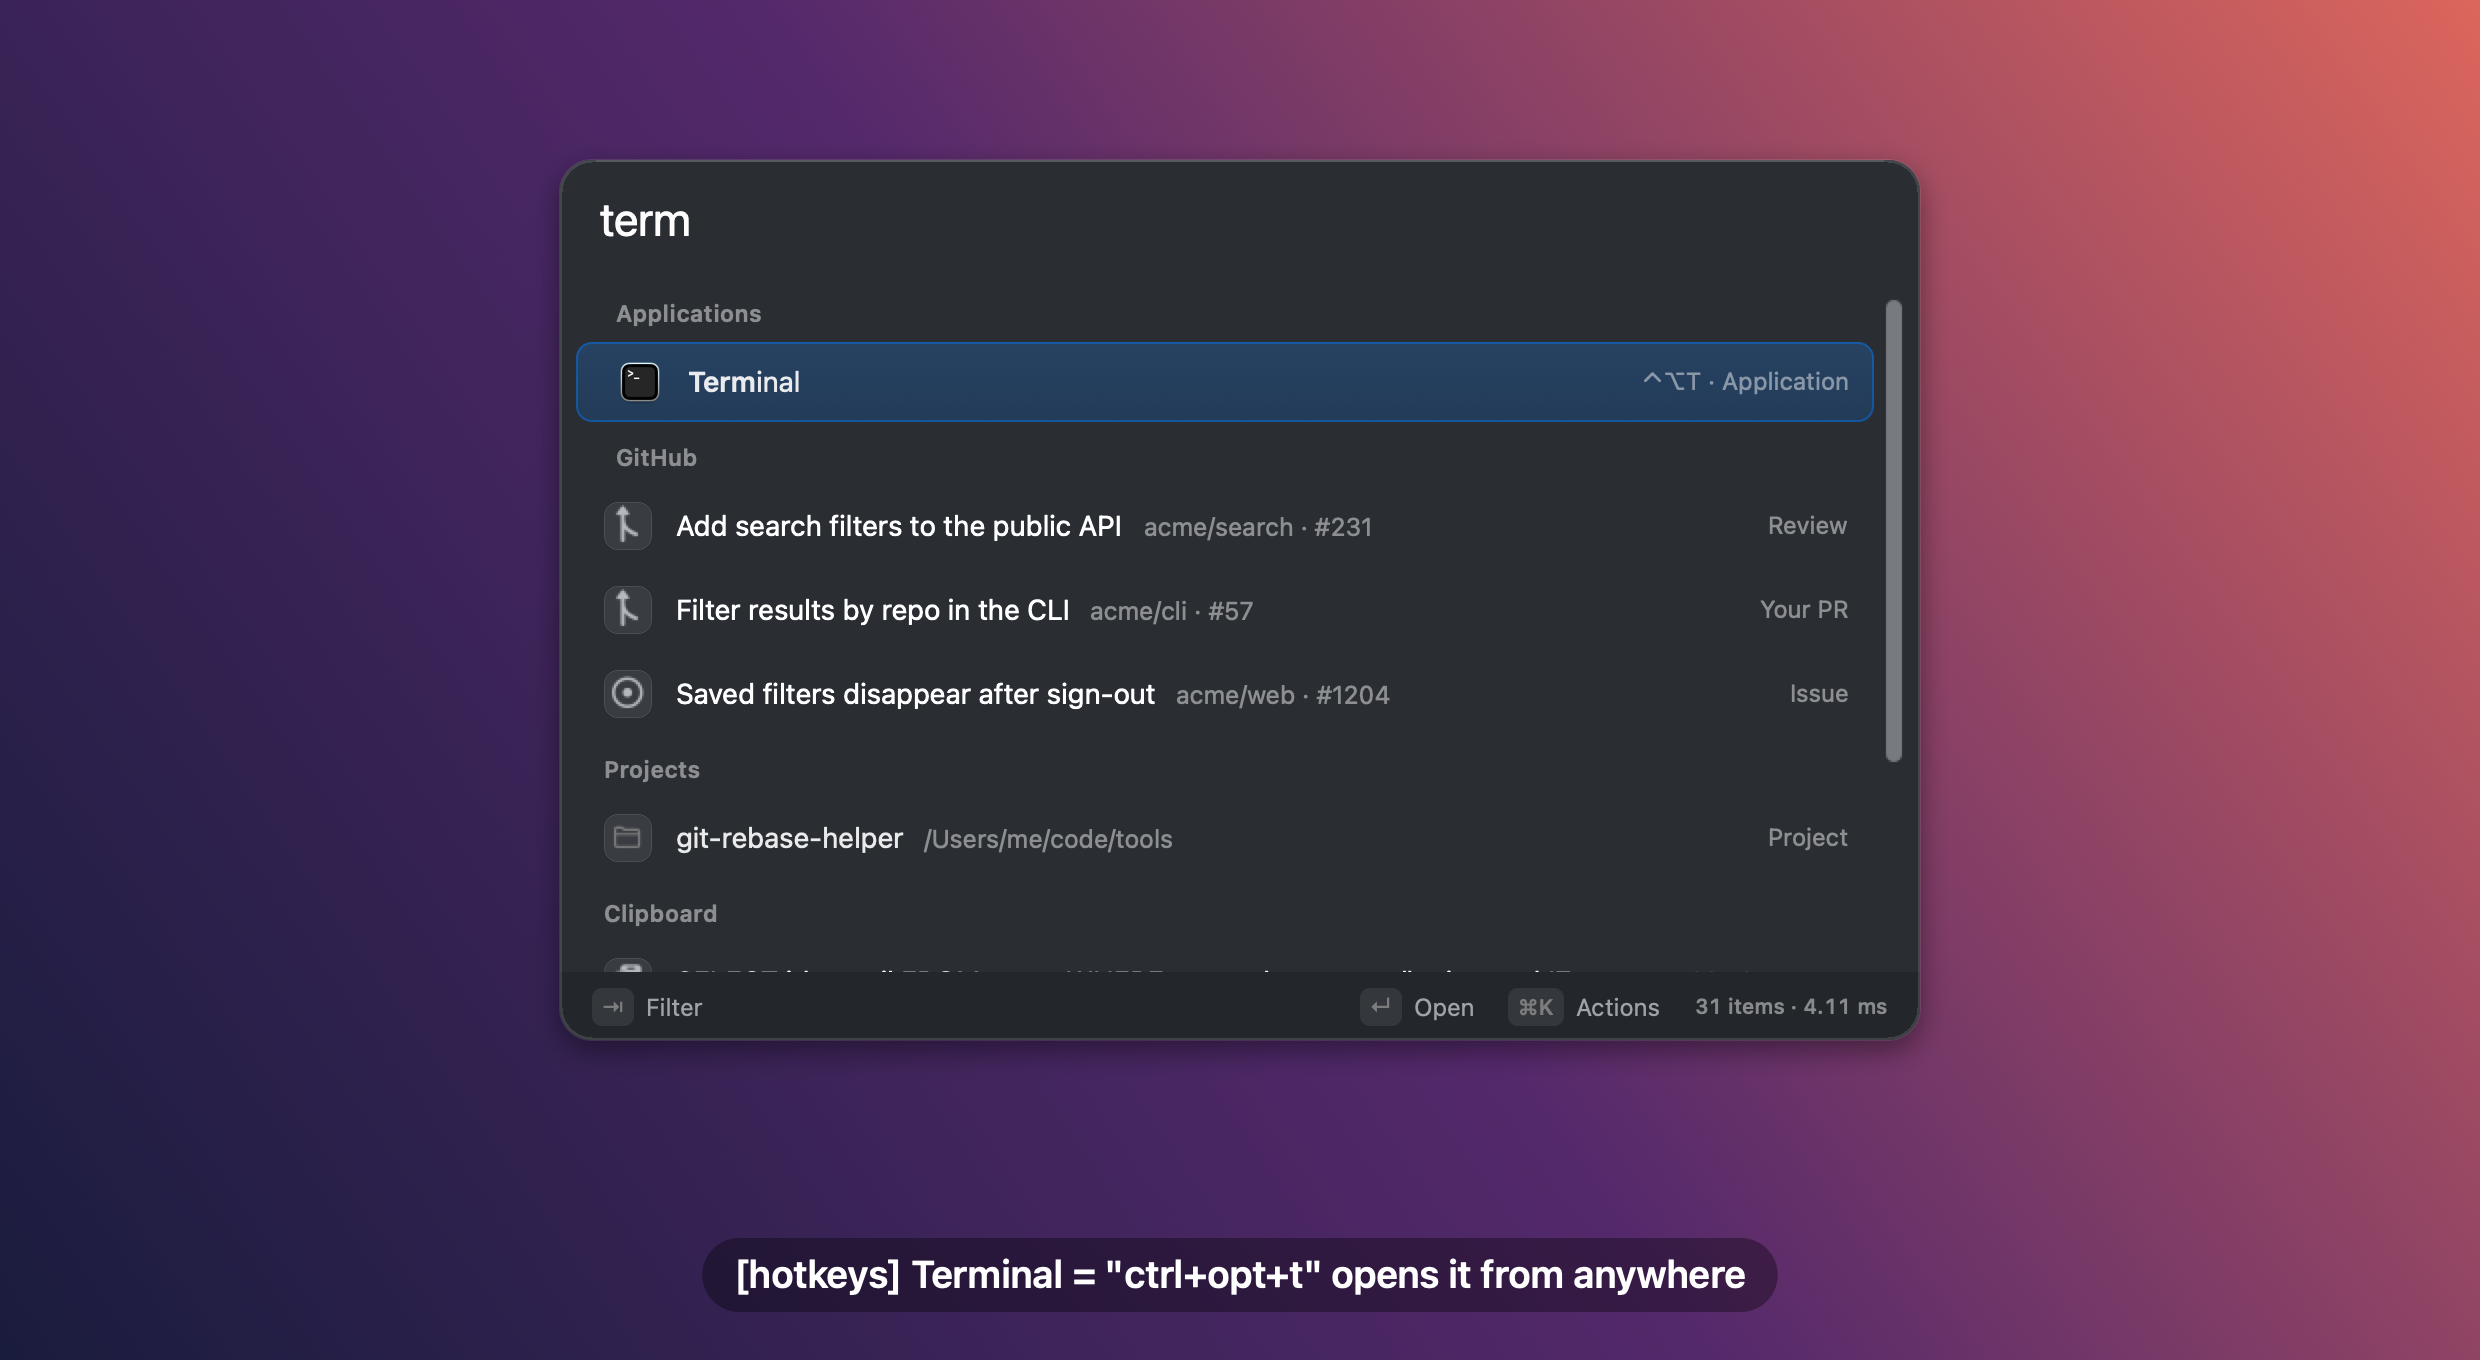 term
Applications
Terminal ⌃⌥T · Application
GitHub
Add search filters to the public API acme/search · #231 Review
Filter results by repo in the CLI acme/cli · #57 Your PR
Saved filters disappear after sign-out acme/web · #1204 Issue
Projects
git-rebase-helper /Users/me/code/tools Project
Clipboard
Filter ↵ Open ⌘K Actions 31 items · 4.11 ms
[hotkeys] Terminal = "ctrl+opt+t" opens it from anywhere